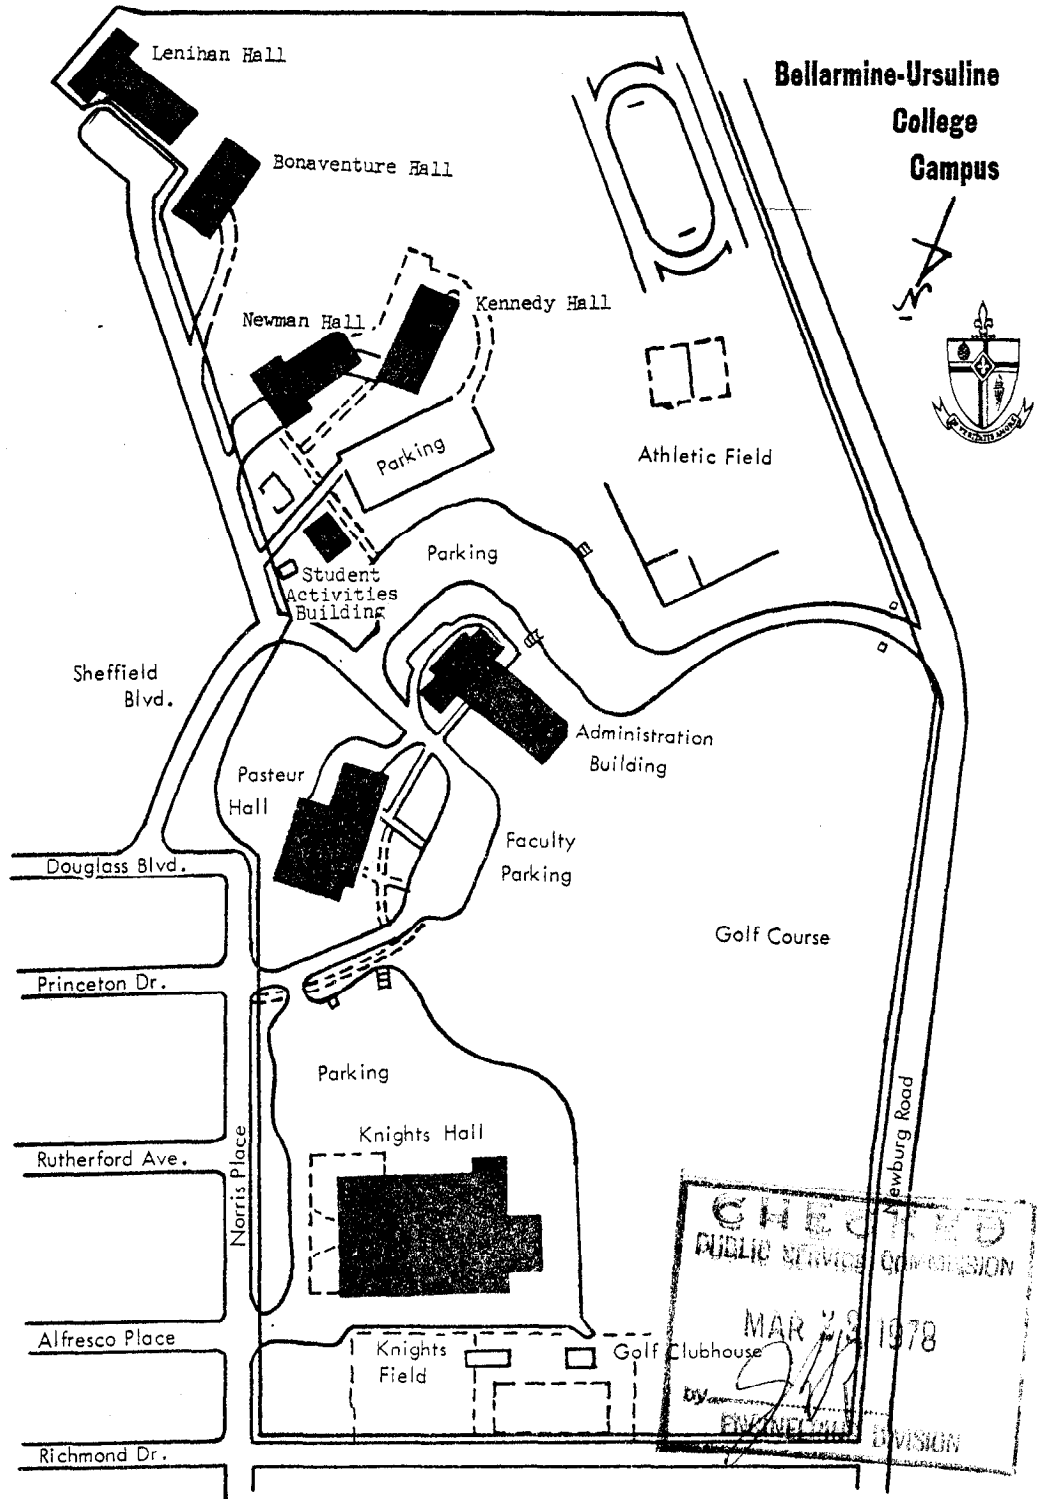 Lenihan Hall
Bellarmine-Ursuline
College
Campus
Bonaventure Hall
N
Kennedy Hall
Newman Hall
Parking
Athletic Field
Parking
Student
Activities
Building
Sheffield
Blvd.
Administration
Building
Pasteur
Hall
Faculty
Parking
Douglass Blvd.
Golf Course
Princeton Dr.
Parking
Knights Hall
Rutherford Ave.
Norris Place
Newburg Road
CHECKED
PUBLIC SERVICE COMMISSION
MAR 1978
by
ENGINEERING DIVISION
Alfresco Place
Knights
Field
Golf Clubhouse
Richmond Dr.